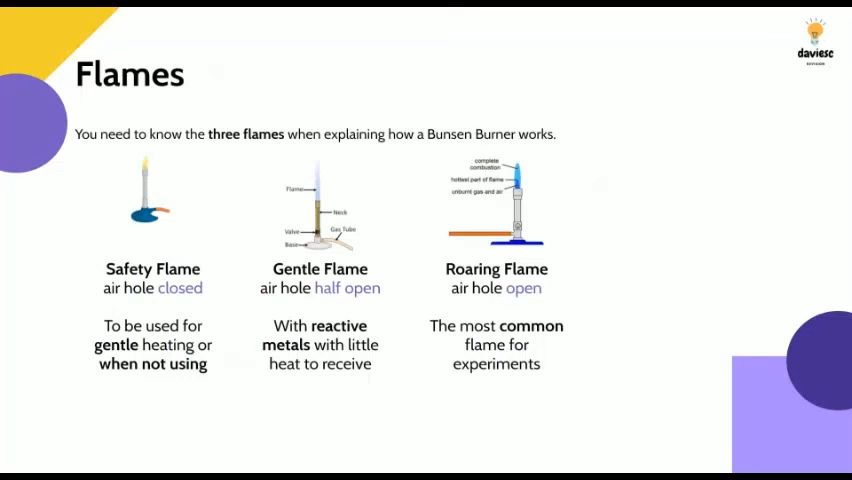 daviesc
REVISION
Flames
You need to know the three flames when explaining how a Bunsen Burner works.
Flame
Neck
Valve
Gas Tube
Base
complete
combustion
hottest part of flame
unburnt gas and air
Safety Flame
air hole closed
To be used for
gentle heating or
when not using
Gentle Flame
air hole half open
With reactive
metals with little
heat to receive
Roaring Flame
air hole open
The most common
flame for
experiments